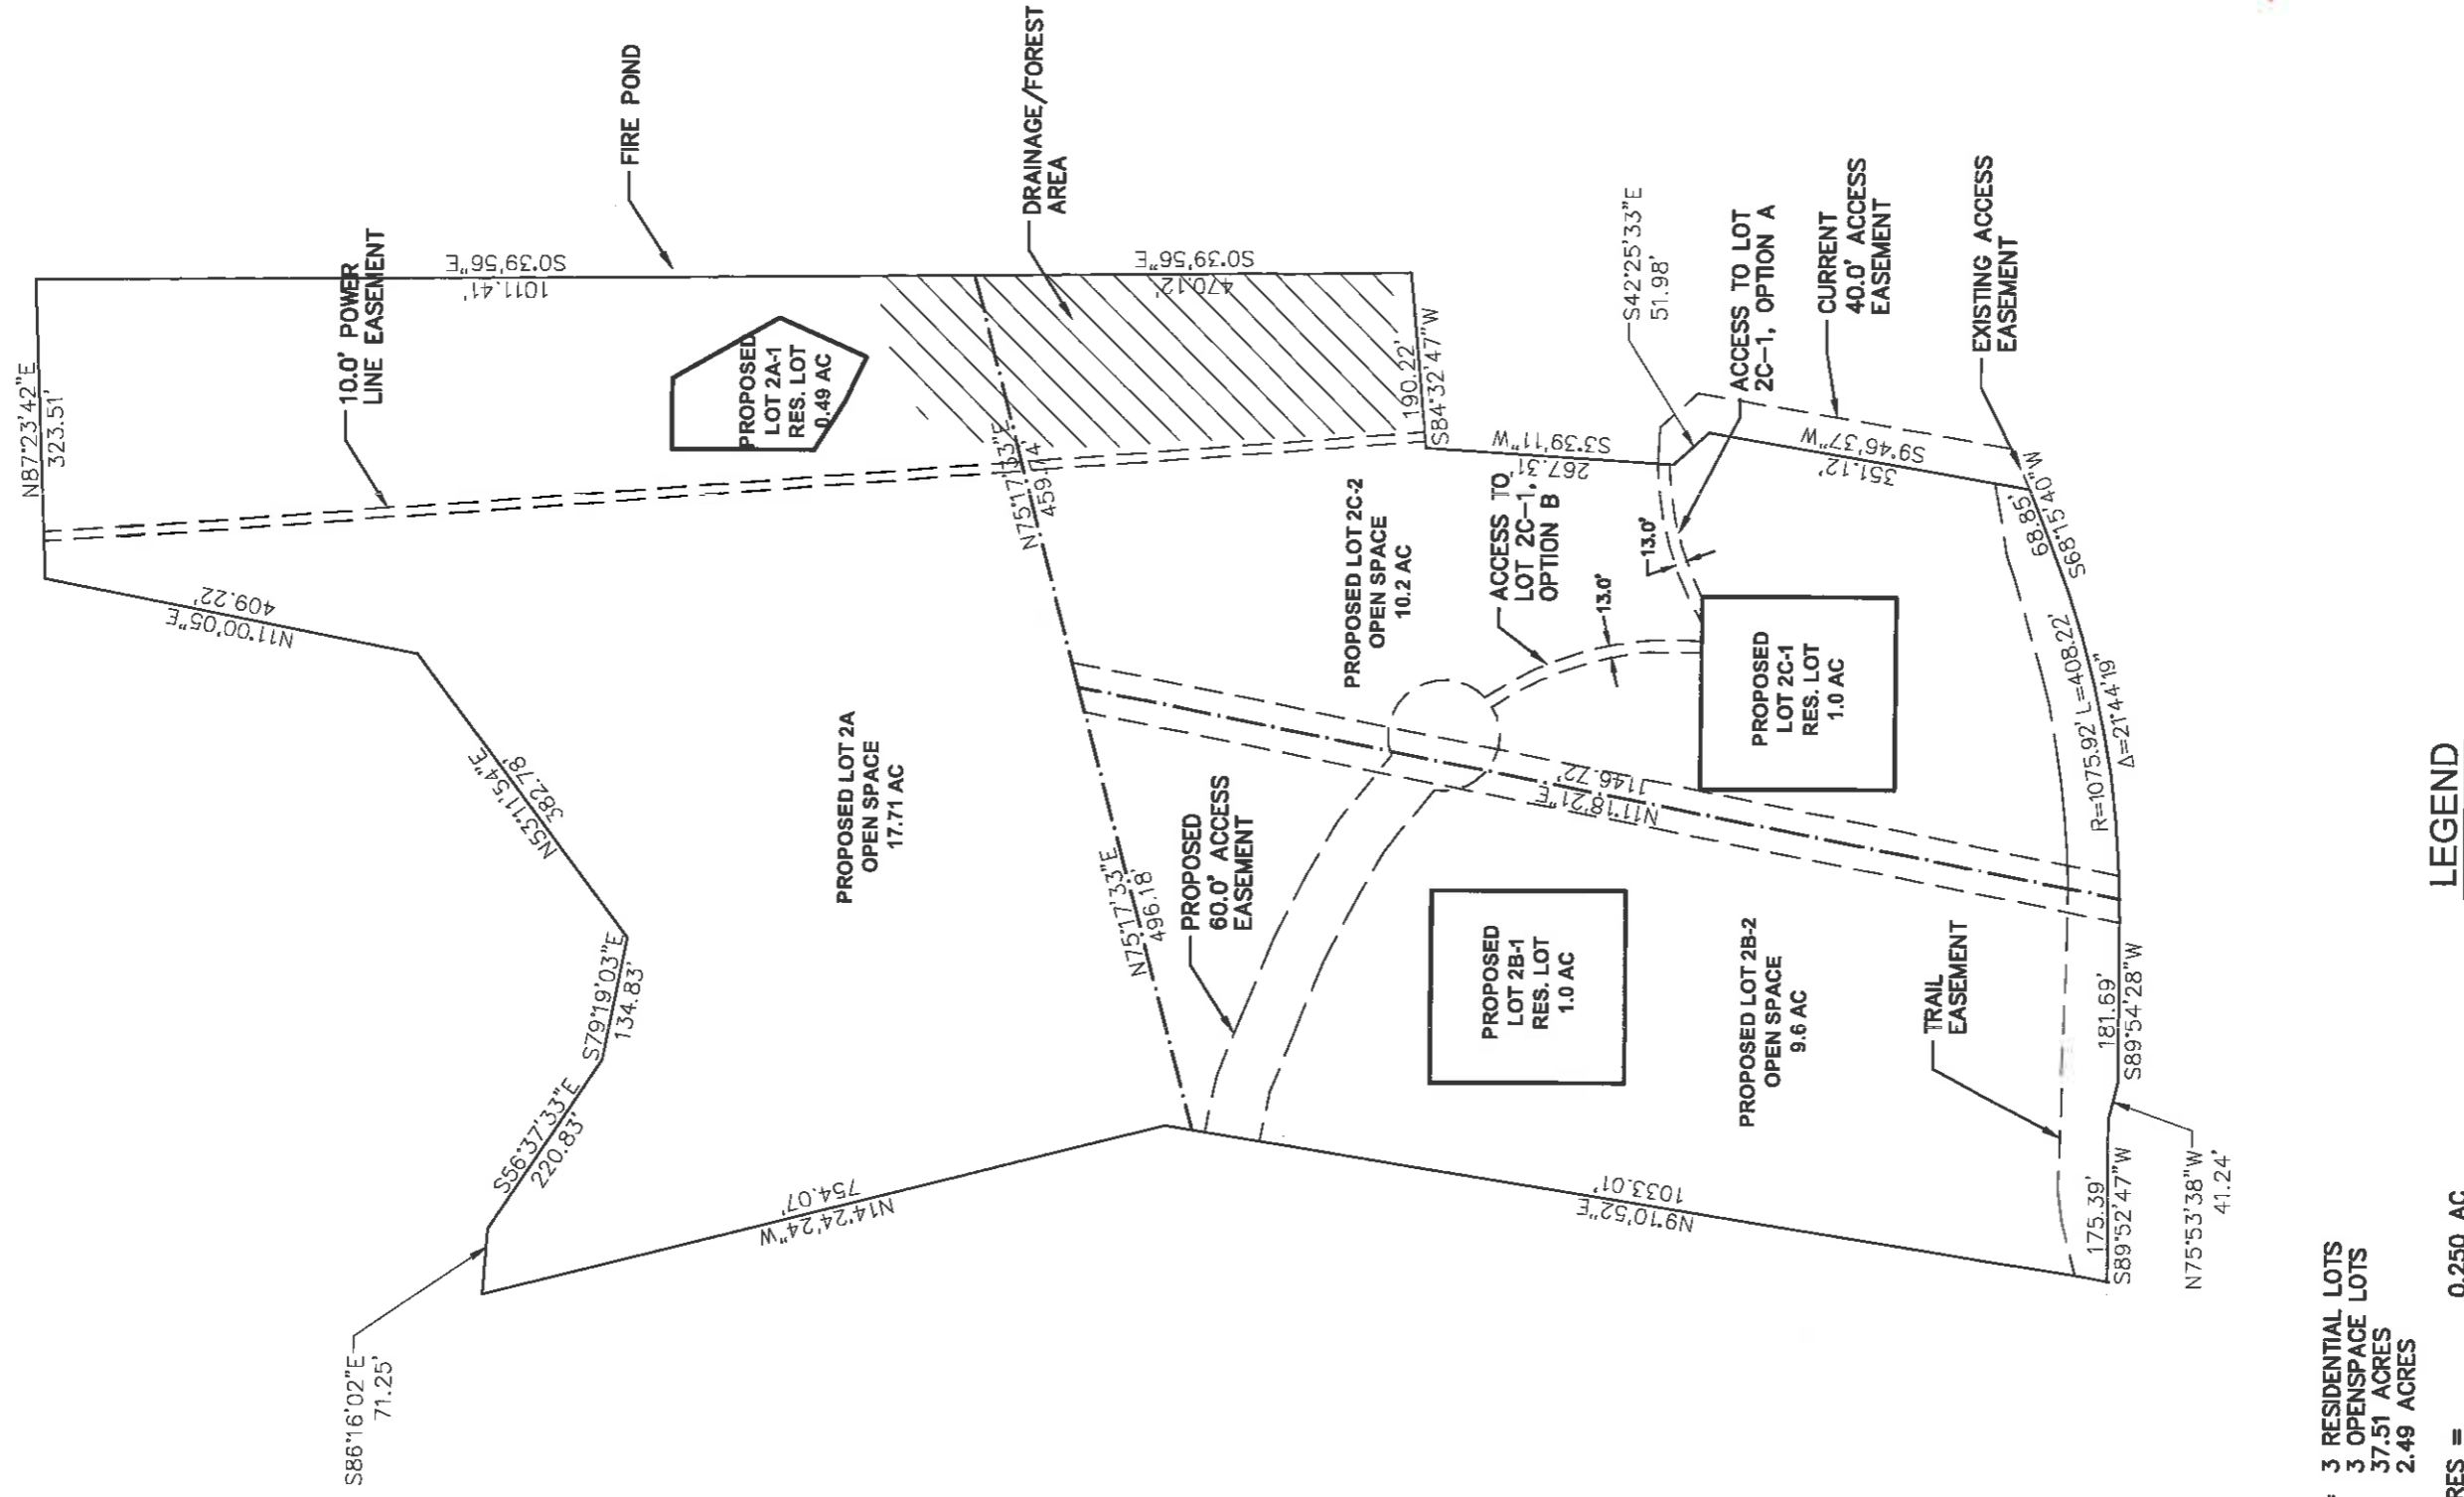 N87°23'42"E
323.51'
10.0' POWER
LINE EASEMENT
S0°39'56"E
1011.41'
FIRE POND
DRAINAGE/FOREST
AREA
S0°39'56"E
470.12'
N11°00'05"E
409.22'
PROPOSED
LOT 2A-1
RES. LOT
0.49 AC
N53°11'54"E
382.78'
S79°19'03"E
134.83'
S56°37'33"E
220.83'
S86°16'02"E
71.25'
N14°24'24"W
754.07'
PROPOSED LOT 2A
OPEN SPACE
17.71 AC
N75°17'33"E
459.74'
N75°17'33"E
496.18'
190.22'
S84°32'47"W
S3°39'11"W
267.31'
S42°25'33"E
51.98'
ACCESS TO LOT
2C-1, OPTION A
CURRENT
40.0' ACCESS
EASEMENT
EXISTING ACCESS
EASEMENT
S9°46'37"W
351.12'
PROPOSED LOT 2C-2
OPEN SPACE
10.2 AC
ACCESS TO
LOT 2C-1,
OPTION B
13.0'
13.0'
PROPOSED
60.0' ACCESS
EASEMENT
1146.72'
N11°18'21"E
PROPOSED
LOT 2C-1
RES. LOT
1.0 AC
PROPOSED
LOT 2B-1
RES. LOT
1.0 AC
PROPOSED LOT 2B-2
OPEN SPACE
9.6 AC
TRAIL
EASEMENT
1033.01'
N9°10'52"E
68.85'
S68°15'40"W
R=1075.92' L=408.22'
Δ=21°44'19"
181.69'
S89°54'28"W
175.39'
S89°52'47"W
N75°53'38"W
41.24'
3 RESIDENTIAL LOTS
3 OPENSPACE LOTS
37.51 ACRES
2.49 ACRES
RES = 0.250 AC
LEGEND